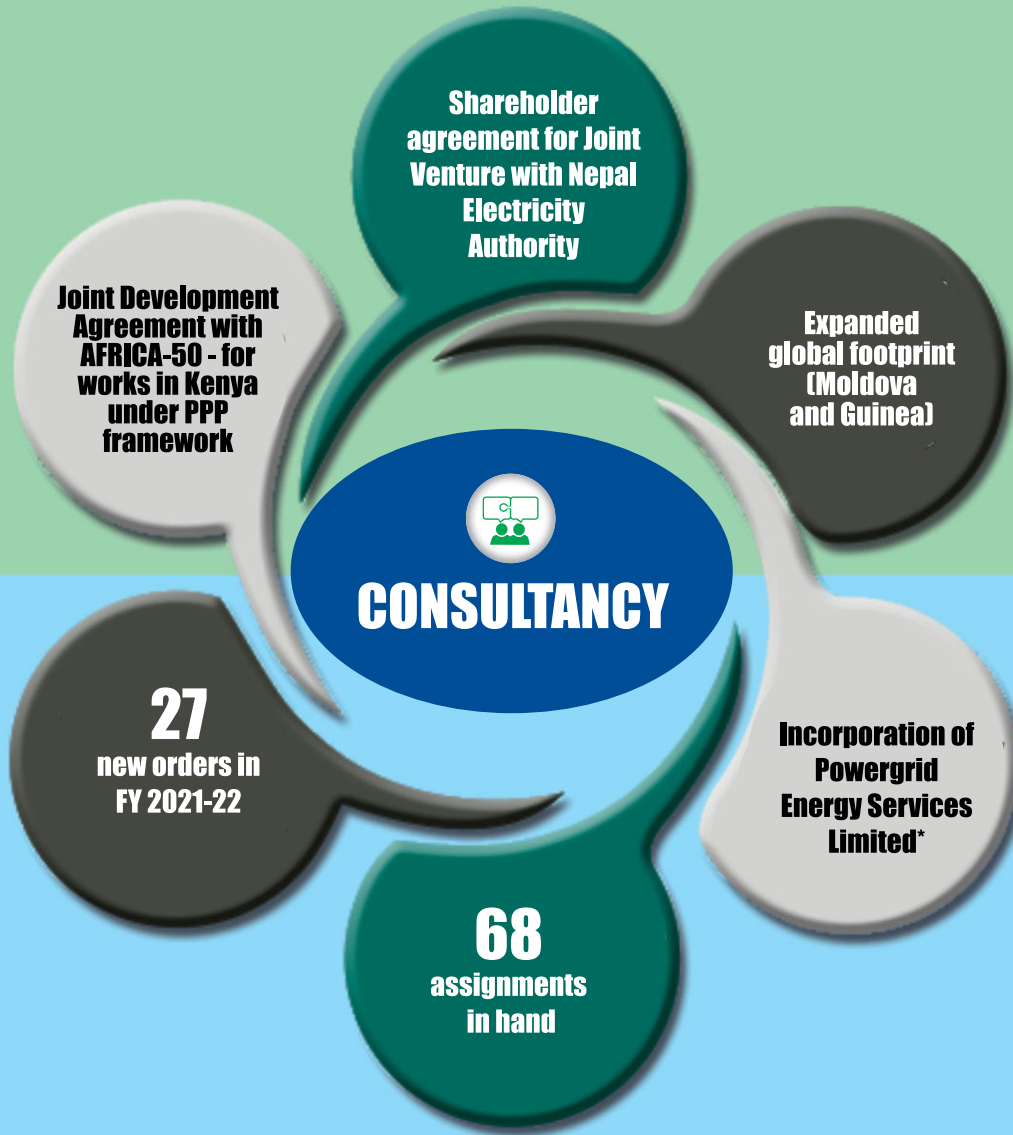 Shareholder
agreement for Joint
Venture with Nepal
Electricity
Authority
Joint Development
Agreement with
AFRICA-50 - for
works in Kenya
under PPP
framework
Expanded
global footprint
(Moldova
and Guinea)
CONSULTANCY
27
new orders in
FY 2021-22
Incorporation of
Powergrid
Energy Services
Limited*
68
assignments
in hand